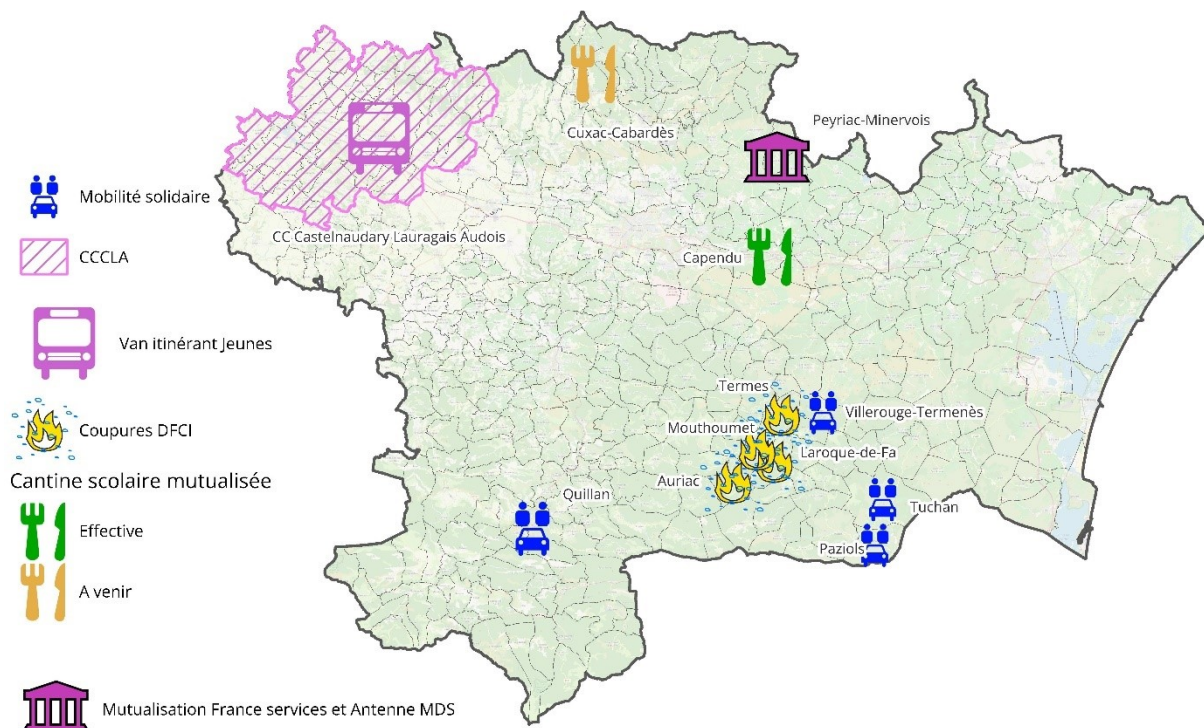 Peyriac-Minervois
Cuxac-Cabardès
Mobilité solidaire
CC Castelnaudary Lauragais Audois
CCCLA
Capendu
Van itinérant Jeunes
Termes
Villerouge-Termenès
Mouthoumet
Coupures DFCI
Laroque-de-Fa
Auriac
Cantine scolaire mutualisée
Quillan
Tuchan
Effective
Paziols
A venir
Mutualisation France services et Antenne MDS